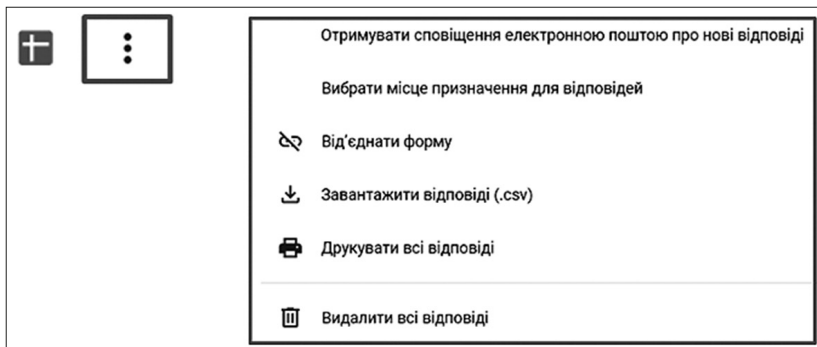 Отримувати сповіщення електронною поштою про нові відповіді
Вибрати місце призначення для відповідей
Від'єднати форму
Завантажити відповіді (.csv)
Друкувати всі відповіді
Видалити всі відповіді